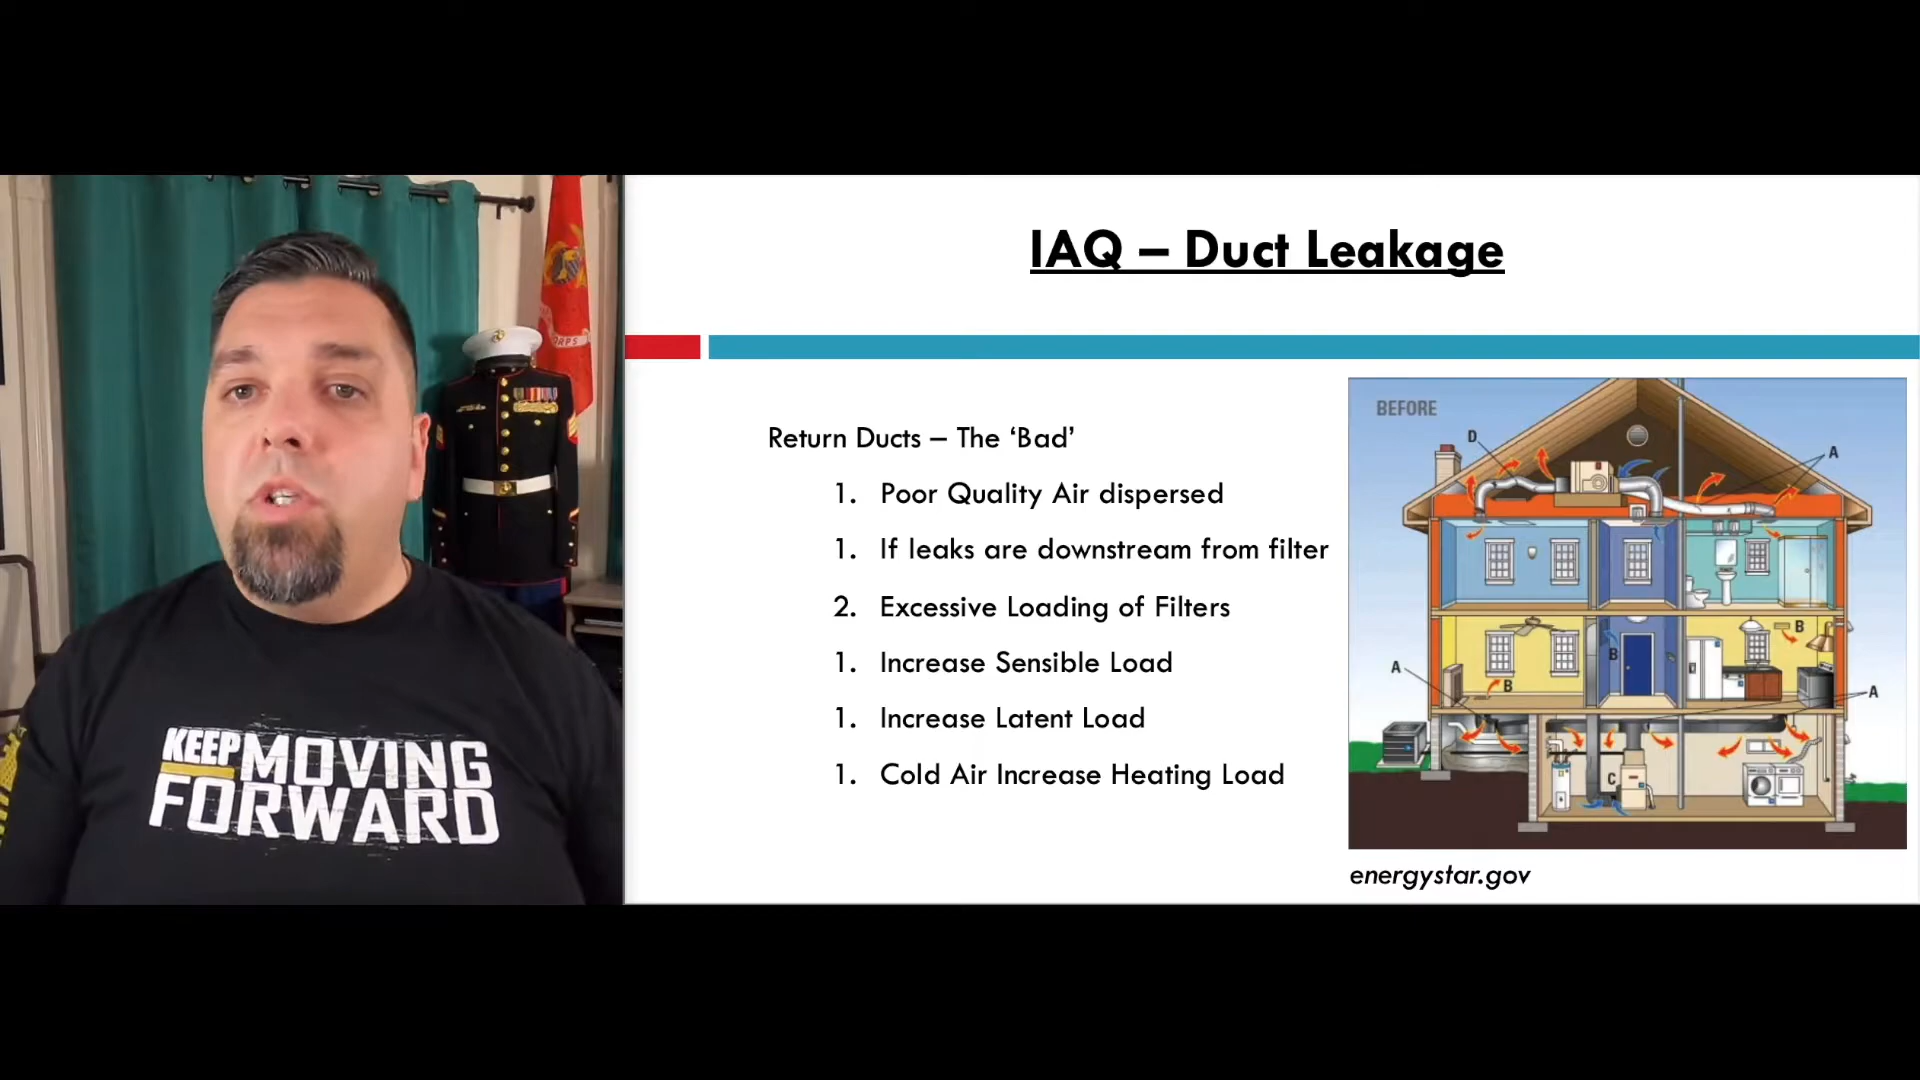 IAQ – Duct Leakage
Return Ducts – The ‘Bad’
1. Poor Quality Air dispersed
1. If leaks are downstream from filter
2. Excessive Loading of Filters
1. Increase Sensible Load
1. Increase Latent Load
1. Cold Air Increase Heating Load
BEFORE
D
A
B
B
A
B
A
C
energystar.gov
KEEP MOVING
FORWARD